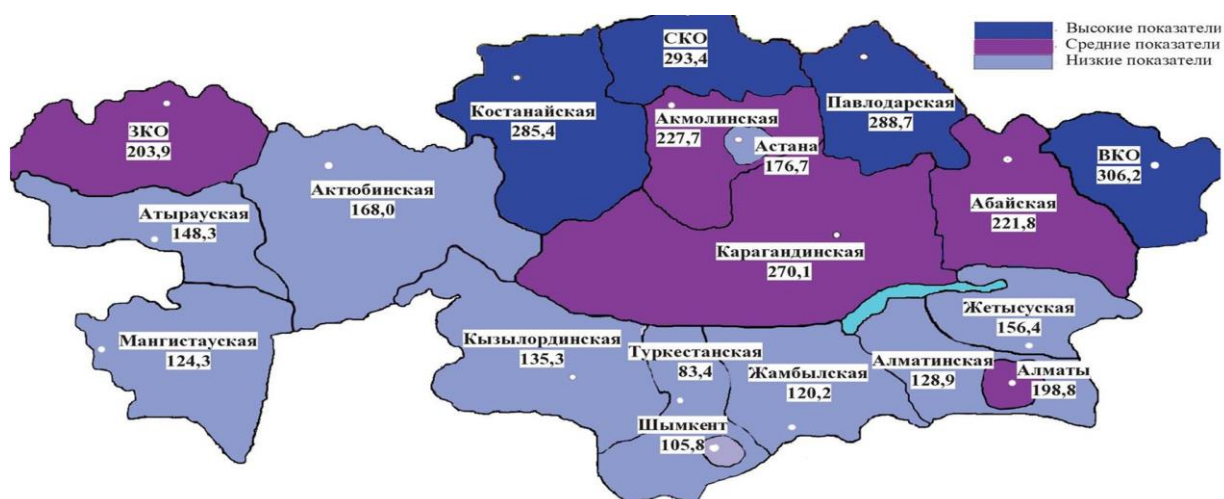 Высокие показатели
Средние показатели
Низкие показатели
СКО
293,4
Костанайская
285,4
Павлодарская
288,7
Акмолинская
227,7
Астана
176,7
ЗКО
203,9
ВКО
306,2
Актюбинская
168,0
Абайская
221,8
Атырауская
148,3
Карагандинская
270,1
Жетысуская
156,4
Мангистауская
124,3
Кызылординская
135,3
Туркестанская
83,4
Жамбылская
120,2
Алматинская
128,9
Алматы
198,8
Шымкент
105,8